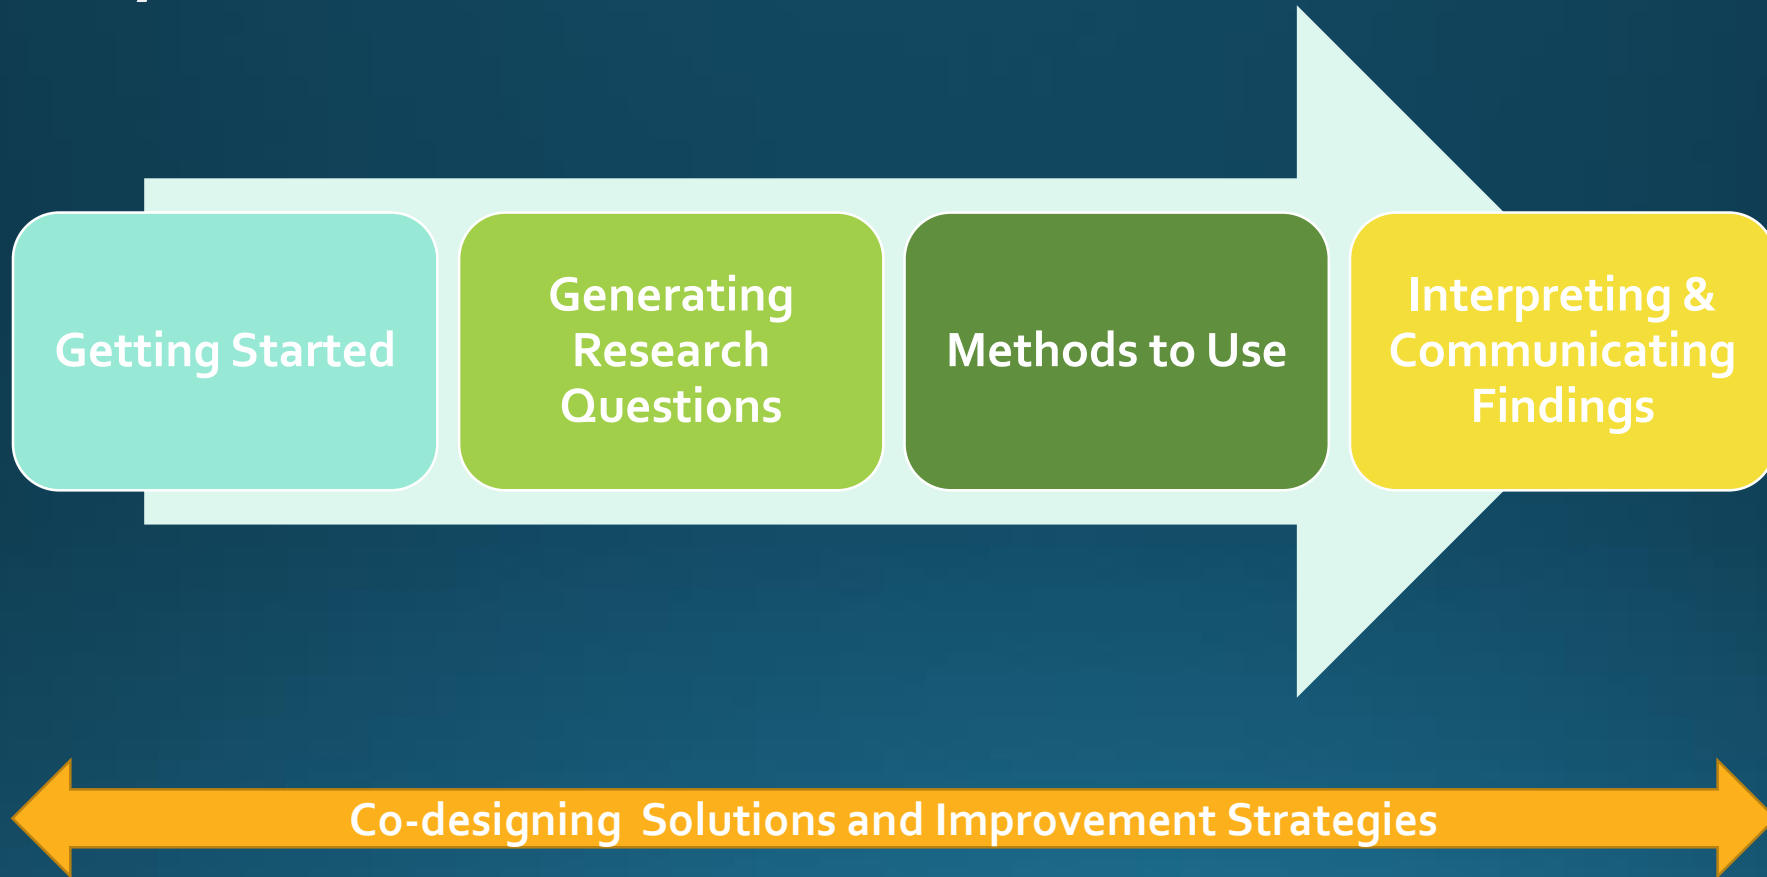 Getting Started
Generating
Research
Questions
Methods to Use
Interpreting &
Communicating
Findings
Co-designing  Solutions and Improvement Strategies